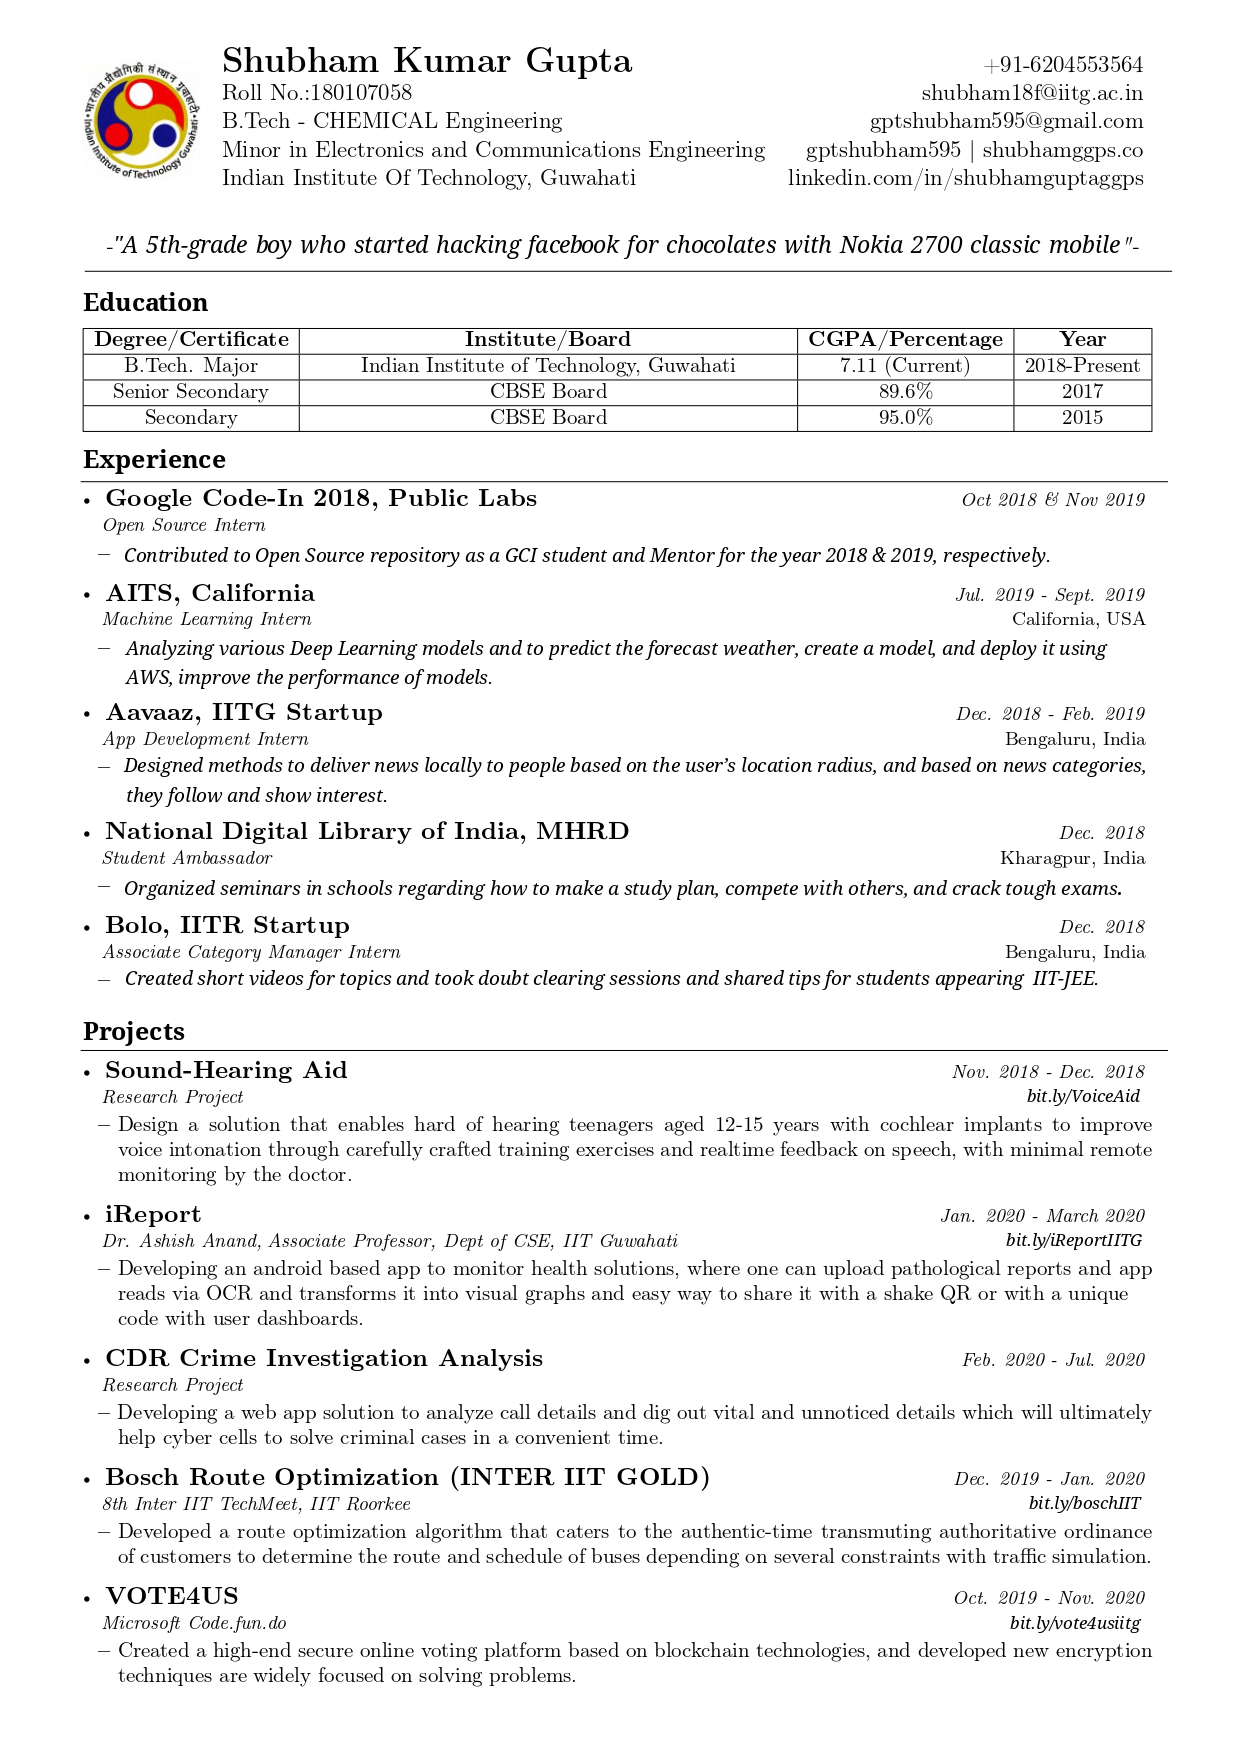 भारतीय प्रौद्योगिकी संस्थान गुवाहाटी
Indian Institute of Technology Guwahati
Shubham Kumar Gupta
+91-6204553564
Roll No.:180107058
shubham18f@iitg.ac.in
B.Tech - CHEMICAL Engineering
gptshubham595@gmail.com
Minor in Electronics and Communications Engineering
gptshubham595 | shubhamggps.co
Indian Institute Of Technology, Guwahati
linkedin.com/in/shubhamguptaggps
-"A 5th-grade boy who started hacking facebook for chocolates with Nokia 2700 classic mobile"-
Education
Degree/Certificate Institute/Board CGPA/Percentage Year
B.Tech. Major Indian Institute of Technology, Guwahati 7.11 (Current) 2018-Present
Senior Secondary CBSE Board 89.6% 2017
Secondary CBSE Board 95.0% 2015
Experience
• Google Code-In 2018, Public Labs Oct 2018 & Nov 2019
Open Source Intern
– Contributed to Open Source repository as a GCI student and Mentor for the year 2018 & 2019, respectively.
• AITS, California Jul. 2019 - Sept. 2019
Machine Learning Intern California, USA
– Analyzing various Deep Learning models and to predict the forecast weather, create a model, and deploy it using
AWS, improve the performance of models.
• Aavaaz, IITG Startup Dec. 2018 - Feb. 2019
App Development Intern Bengaluru, India
– Designed methods to deliver news locally to people based on the user's location radius, and based on news categories,
they follow and show interest.
• National Digital Library of India, MHRD Dec. 2018
Student Ambassador Kharagpur, India
– Organized seminars in schools regarding how to make a study plan, compete with others, and crack tough exams.
• Bolo, IITR Startup Dec. 2018
Associate Category Manager Intern Bengaluru, India
– Created short videos for topics and took doubt clearing sessions and shared tips for students appearing IIT-JEE.
Projects
• Sound-Hearing Aid Nov. 2018 - Dec. 2018
Research Project bit.ly/VoiceAid
– Design a solution that enables hard of hearing teenagers aged 12-15 years with cochlear implants to improve
voice intonation through carefully crafted training exercises and realtime feedback on speech, with minimal remote
monitoring by the doctor.
• iReport Jan. 2020 - March 2020
Dr. Ashish Anand, Associate Professor, Dept of CSE, IIT Guwahati bit.ly/iReportIITG
– Developing an android based app to monitor health solutions, where one can upload pathological reports and app
reads via OCR and transforms it into visual graphs and easy way to share it with a shake QR or with a unique
code with user dashboards.
• CDR Crime Investigation Analysis Feb. 2020 - Jul. 2020
Research Project
– Developing a web app solution to analyze call details and dig out vital and unnoticed details which will ultimately
help cyber cells to solve criminal cases in a convenient time.
• Bosch Route Optimization (INTER IIT GOLD) Dec. 2019 - Jan. 2020
8th Inter IIT TechMeet, IIT Roorkee bit.ly/boschIIT
– Developed a route optimization algorithm that caters to the authentic-time transmuting authoritative ordinance
of customers to determine the route and schedule of buses depending on several constraints with traffic simulation.
• VOTE4US Oct. 2019 - Nov. 2020
Microsoft Code.fun.do bit.ly/vote4usiitg
– Created a high-end secure online voting platform based on blockchain technologies, and developed new encryption
techniques are widely focused on solving problems.